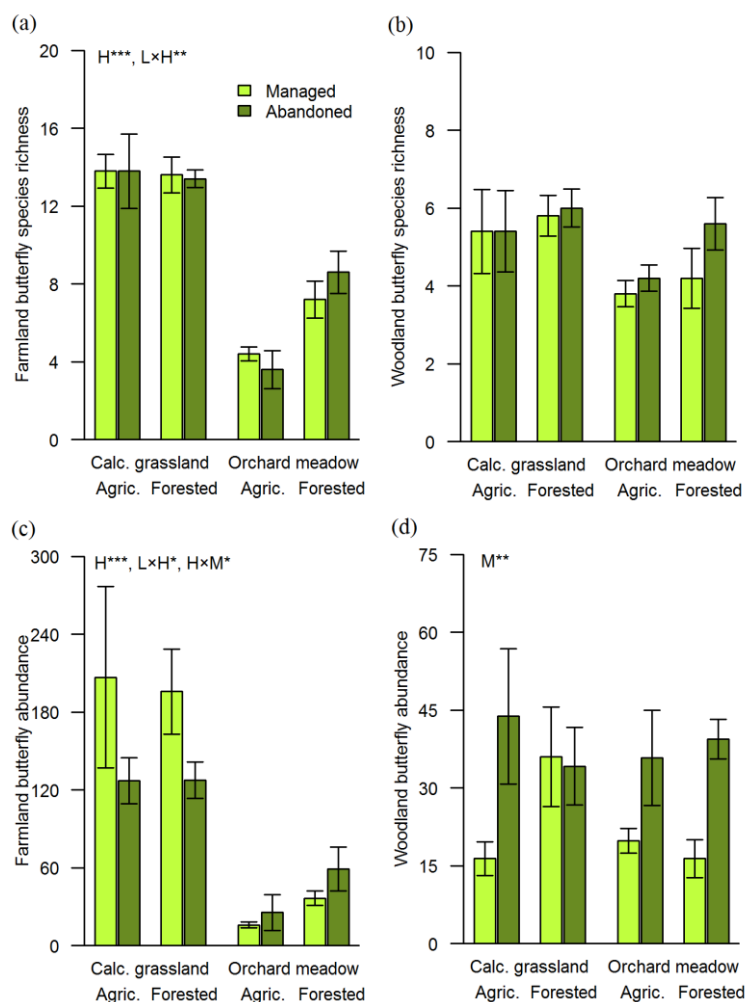 (a)
Farmland butterfly species richness
20
16
12
8
4
0
H***, L×H**
Managed
Abandoned
Calc. grassland Orchard meadow
Agric. Forested Agric. Forested
(b)
Woodland butterfly species richness
10
8
6
4
2
0
Calc. grassland Orchard meadow
Agric. Forested Agric. Forested
(c)
Farmland butterfly abundance
300
240
180
120
60
0
H***, L×H*, H×M*
Calc. grassland Orchard meadow
Agric. Forested Agric. Forested
(d)
Woodland butterfly abundance
75
60
45
30
15
0
M**
Calc. grassland Orchard meadow
Agric. Forested Agric. Forested